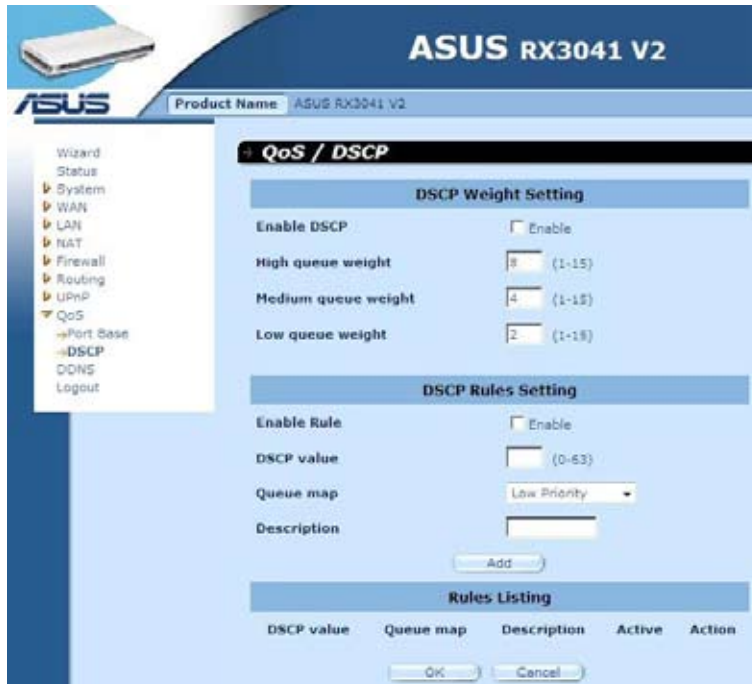 ASUS RX3041 V2
ASUS
Product Name ASUS RX3041 V2
Wizard
Status
System
WAN
LAN
NAT
Firewall
Routing
UPnP
QoS
Port Base
DSCP
DDNS
Logout
QoS / DSCP
DSCP Weight Setting
Enable DSCP Enable
High queue weight 8 (1-15)
Medium queue weight 4 (1-15)
Low queue weight 2 (1-15)
DSCP Rules Setting
Enable Rule Enable
DSCP value (0-63)
Queue map Low Priority
Description
Add
Rules Listing
DSCP value Queue map Description Active Action
OK Cancel